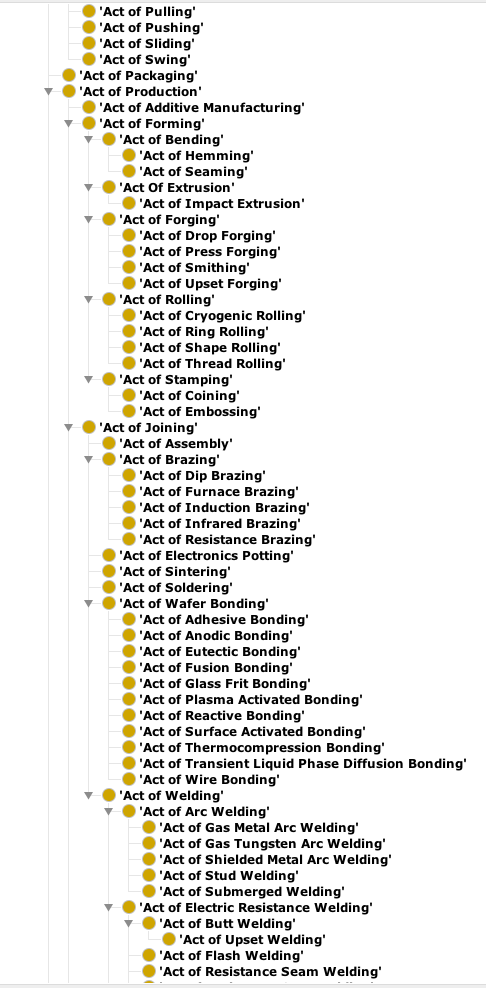 'Act of Pulling'
'Act of Pushing'
'Act of Sliding'
'Act of Swing'
'Act of Packaging'
'Act of Production'
'Act of Additive Manufacturing'
'Act of Forming'
'Act of Bending'
'Act of Hemming'
'Act of Seaming'
'Act Of Extrusion'
'Act of Impact Extrusion'
'Act of Forging'
'Act of Drop Forging'
'Act of Press Forging'
'Act of Smithing'
'Act of Upset Forging'
'Act of Rolling'
'Act of Cryogenic Rolling'
'Act of Ring Rolling'
'Act of Shape Rolling'
'Act of Thread Rolling'
'Act of Stamping'
'Act of Coining'
'Act of Embossing'
'Act of Joining'
'Act of Assembly'
'Act of Brazing'
'Act of Dip Brazing'
'Act of Furnace Brazing'
'Act of Induction Brazing'
'Act of Infrared Brazing'
'Act of Resistance Brazing'
'Act of Electronics Potting'
'Act of Sintering'
'Act of Soldering'
'Act of Wafer Bonding'
'Act of Adhesive Bonding'
'Act of Anodic Bonding'
'Act of Eutectic Bonding'
'Act of Fusion Bonding'
'Act of Glass Frit Bonding'
'Act of Plasma Activated Bonding'
'Act of Reactive Bonding'
'Act of Surface Activated Bonding'
'Act of Thermocompression Bonding'
'Act of Transient Liquid Phase Diffusion Bonding'
'Act of Wire Bonding'
'Act of Welding'
'Act of Arc Welding'
'Act of Gas Metal Arc Welding'
'Act of Gas Tungsten Arc Welding'
'Act of Shielded Metal Arc Welding'
'Act of Stud Welding'
'Act of Submerged Welding'
'Act of Electric Resistance Welding'
'Act of Butt Welding'
'Act of Upset Welding'
'Act of Flash Welding'
'Act of Resistance Seam Welding'